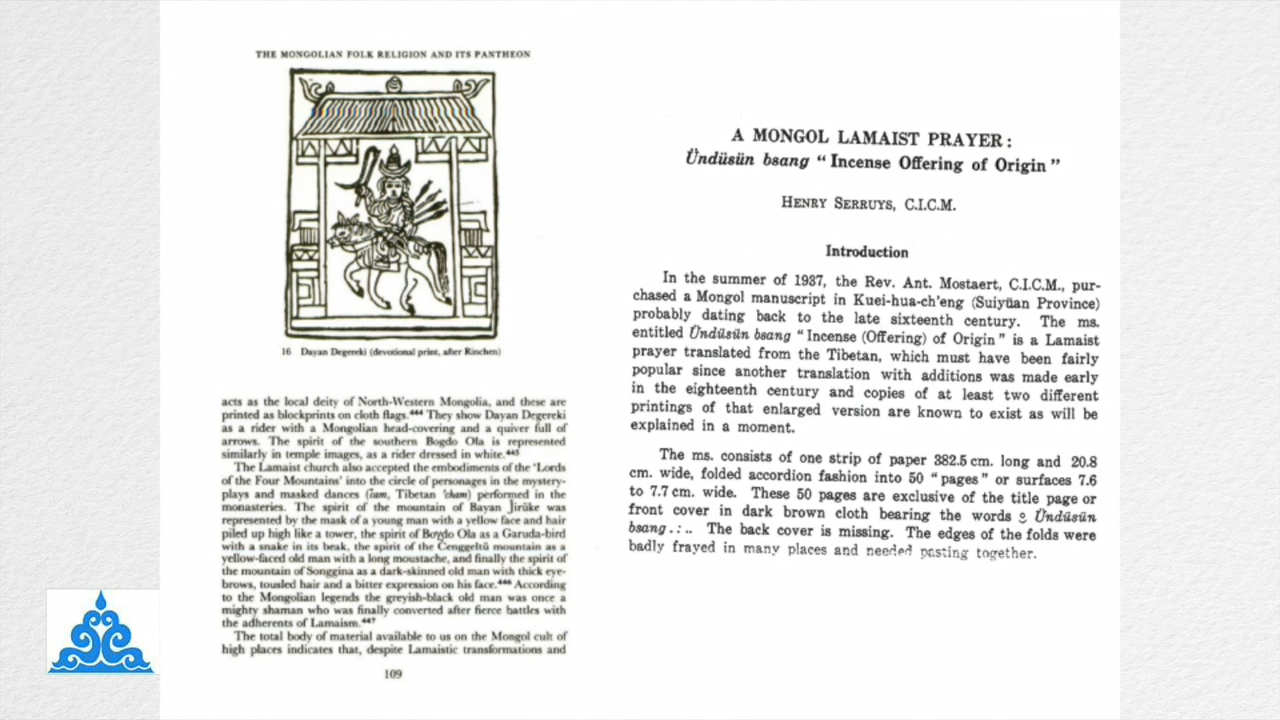 THE MONGOLIAN FOLK RELIGION AND ITS PANTHEON
16 Dayan Degereki (devotional print, after Rinchen)
acts as the local deity of North-Western Mongolia, and these are
printed as blockprints on cloth flags.⁴⁴⁴ They show Dayan Degereki
as a rider with a Mongolian head-covering and a quiver full of
arrows. The spirit of the southern Bogdo Ola is represented
similarly in temple images, as a rider dressed in white.⁴⁴⁵
The Lamaist church also accepted the embodiments of the 'Lords
of the Four Mountains' into the circle of personages in the mystery-
plays and masked dances (čam, Tibetan 'cham) performed in the
monasteries. The spirit of the mountain of Bayan J̌irüke was
represented by the mask of a young man with a yellow face and hair
piled up high like a tower, the spirit of Boγdo Ola as a Garuda-bird
with a snake in its beak, the spirit of the Čenggeltü mountain as a
yellow-faced old man with a long moustache, and finally the spirit of
the mountain of Songgina as a dark-skinned old man with thick eye-
brows, tousled hair and a bitter expression on his face.⁴⁴⁶ According
to the Mongolian legends the greyish-black old man was once a
mighty shaman who was finally converted after fierce battles with
the adherents of Lamaism.⁴⁴⁷
The total body of material available to us on the Mongol cult of
high places indicates that, despite Lamaistic transformations and
109
A MONGOL LAMAIST PRAYER:
Ündüsün bsang "Incense Offering of Origin"
HENRY SERRUYS, C.I.C.M.
Introduction
In the summer of 1937, the Rev. Ant. Mostaert, C.I.C.M., pur-
chased a Mongol manuscript in Kuei-hua-ch'eng (Suiyüan Province)
probably dating back to the late sixteenth century. The ms.
entitled Ündüsün bsang "Incense (Offering) of Origin" is a Lamaist
prayer translated from the Tibetan, which must have been fairly
popular since another translation with additions was made early
in the eighteenth century and copies of at least two different
printings of that enlarged version are known to exist as will be
explained in a moment.
The ms. consists of one strip of paper 382.5 cm. long and 20.8
cm. wide, folded accordion fashion into 50 "pages" or surfaces 7.6
to 7.7 cm. wide. These 50 pages are exclusive of the title page or
front cover in dark brown cloth bearing the words Ündüsün
bsang.:.. The back cover is missing. The edges of the folds were
badly frayed in many places and needed pasting together.